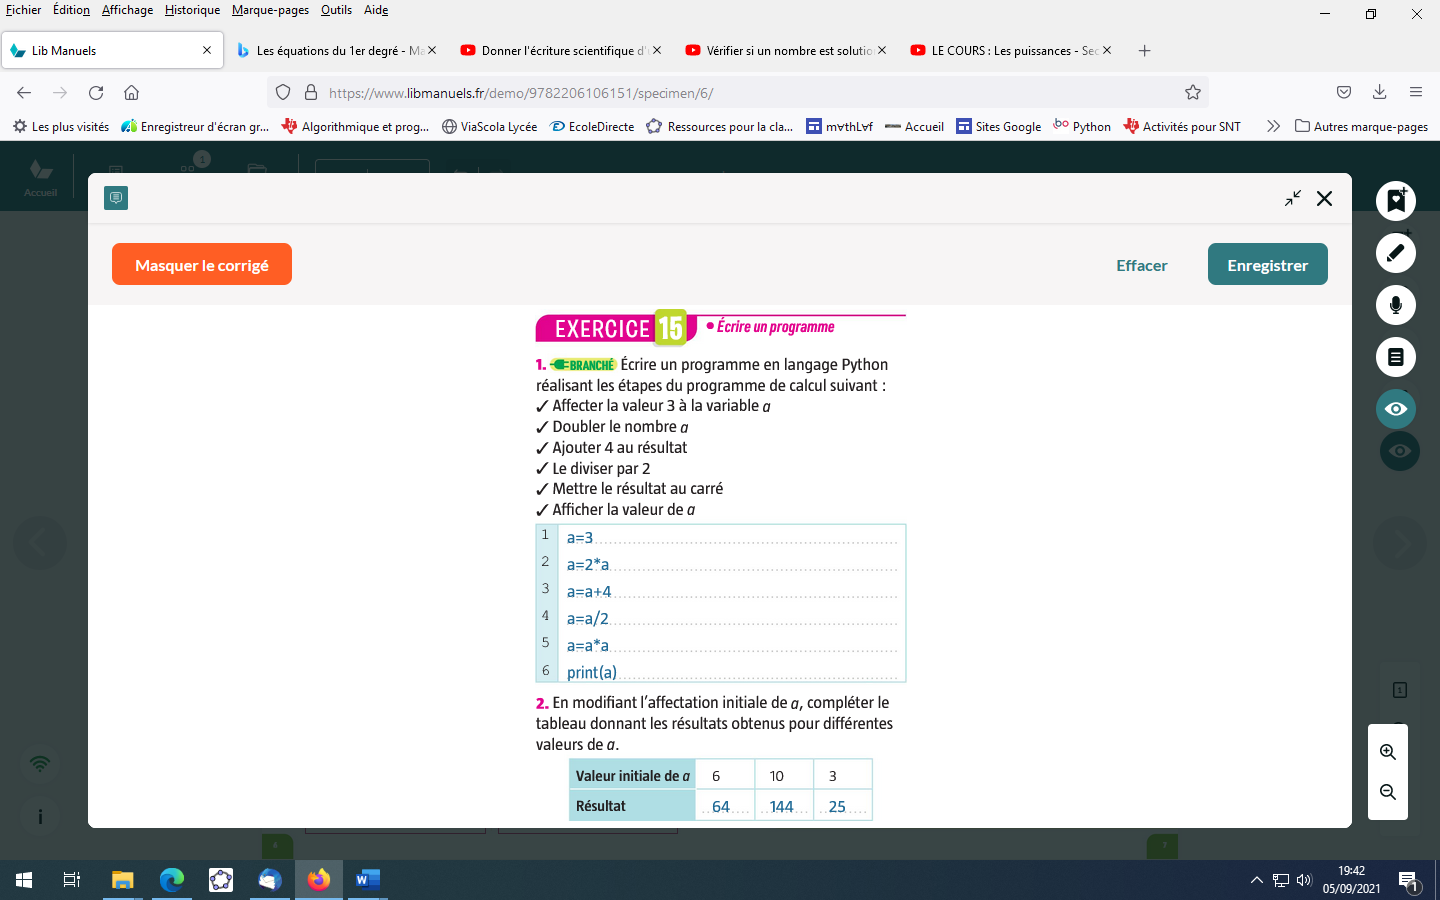 Fichier Édition Affichage Historique Marque-pages Outils Aide
Lib Manuels
Les équations du 1er degré - Ma
Donner l'écriture scientifique d'
Vérifier si un nombre est solutio
LE COURS : Les puissances - Sec
https://www.libmanuels.fr/demo/9782206106151/specimen/6/
Les plus visités
Enregistreur d'écran gr...
Algorithmique et prog...
ViaScola Lycée
EcoleDirecte
Ressources pour la cla...
m∀thL∀f
Accueil
Sites Google
Python
Activités pour SNT
Autres marque-pages
1
Accueil
Masquer le corrigé
Effacer
Enregistrer
EXERCICE 15 • Écrire un programme
1. BRANCHÉ Écrire un programme en langage Python
réalisant les étapes du programme de calcul suivant :
✓ Affecter la valeur 3 à la variable a
✓ Doubler le nombre a
✓ Ajouter 4 au résultat
✓ Le diviser par 2
✓ Mettre le résultat au carré
✓ Afficher la valeur de a
1 a=3
2 a=2*a
3 a=a+4
4 a=a/2
5 a=a*a
6 print(a)
2. En modifiant l'affectation initiale de a, compléter le
tableau donnant les résultats obtenus pour différentes
valeurs de a.
Valeur initiale de a 6 10 3
Résultat 64 144 25
1
6
7
19:42
05/09/2021
1